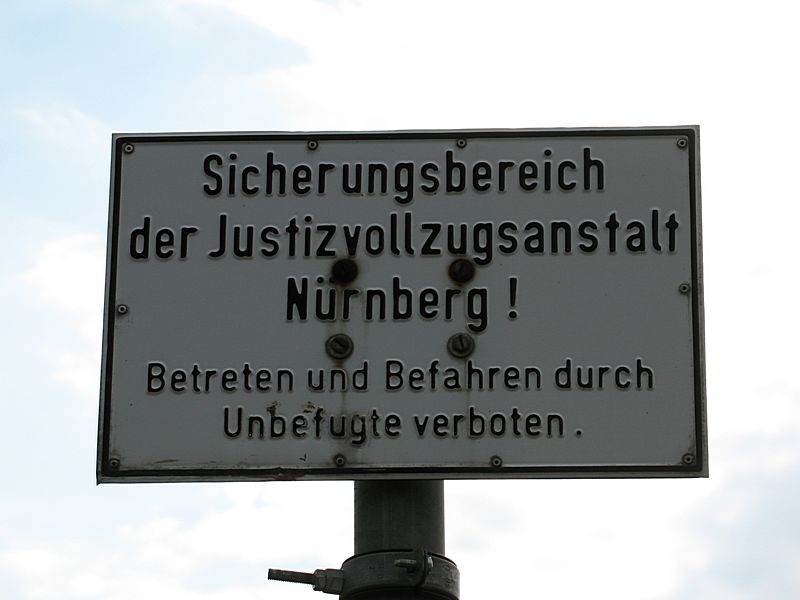 Sicherungsbereich
der Justizvollzugsanstalt
Nürnberg !
Betreten und Befahren durch
Unbefugte verboten .